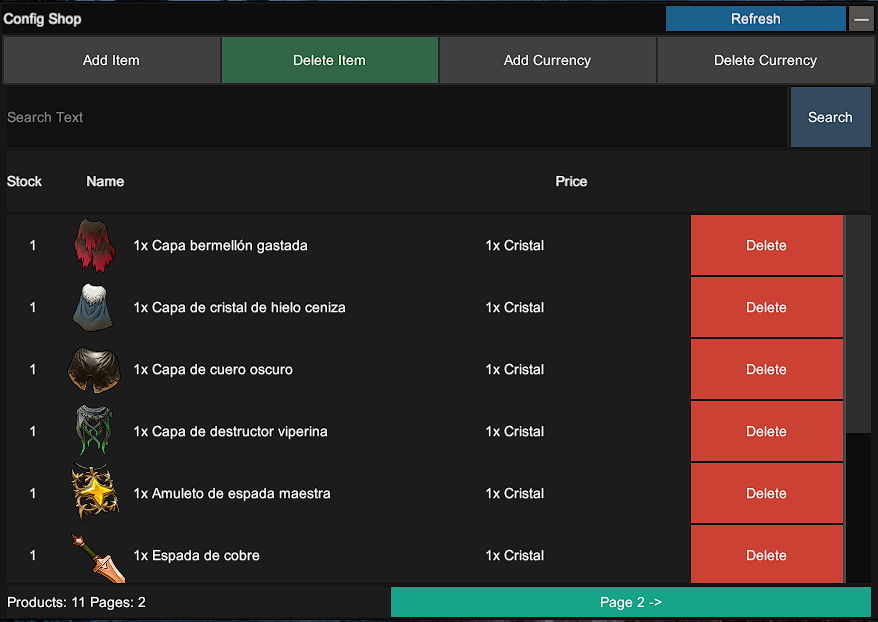 Config Shop Refresh —
Add Item Delete Item Add Currency Delete Currency
Search Text Search
Stock Name Price
1 1x Capa bermellón gastada 1x Cristal Delete
1 1x Capa de cristal de hielo ceniza 1x Cristal Delete
1 1x Capa de cuero oscuro 1x Cristal Delete
1 1x Capa de destructor viperina 1x Cristal Delete
1 1x Amuleto de espada maestra 1x Cristal Delete
1 1x Espada de cobre 1x Cristal Delete
Products: 11 Pages: 2 Page 2 ->